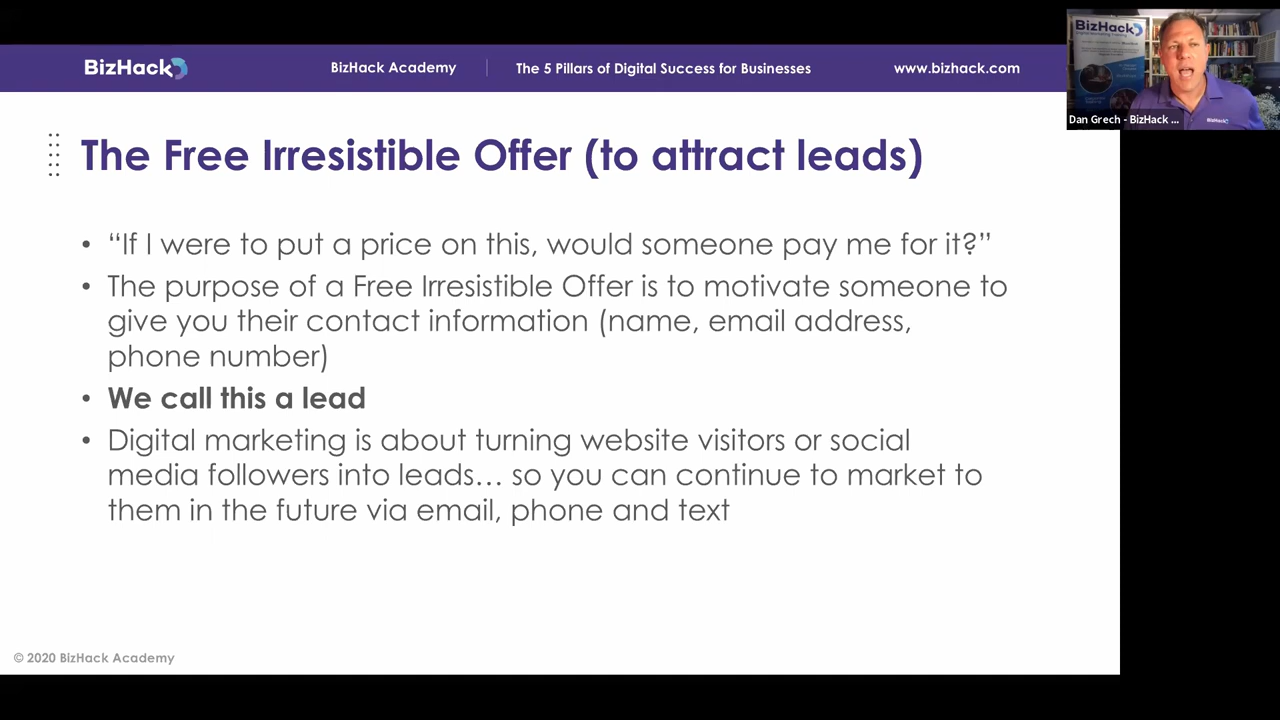 BizHack
BizHack Academy
The 5 Pillars of Digital Success for Businesses
www.bizhack.com
BizHack
Dan Grech - BizHack ...
BizHack
The Free Irresistible Offer (to attract leads)
• “If I were to put a price on this, would someone pay me for it?”
• The purpose of a Free Irresistible Offer is to motivate someone to
give you their contact information (name, email address,
phone number)
• We call this a lead
• Digital marketing is about turning website visitors or social
media followers into leads… so you can continue to market to
them in the future via email, phone and text
© 2020 BizHack Academy